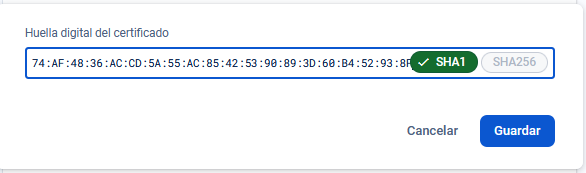 Huella digital del certificado
74:AF:48:36:AC:CD:5A:55:AC:85:42:53:90:89:3D:60:B4:52:93:8
SHA1
SHA256
Cancelar
Guardar